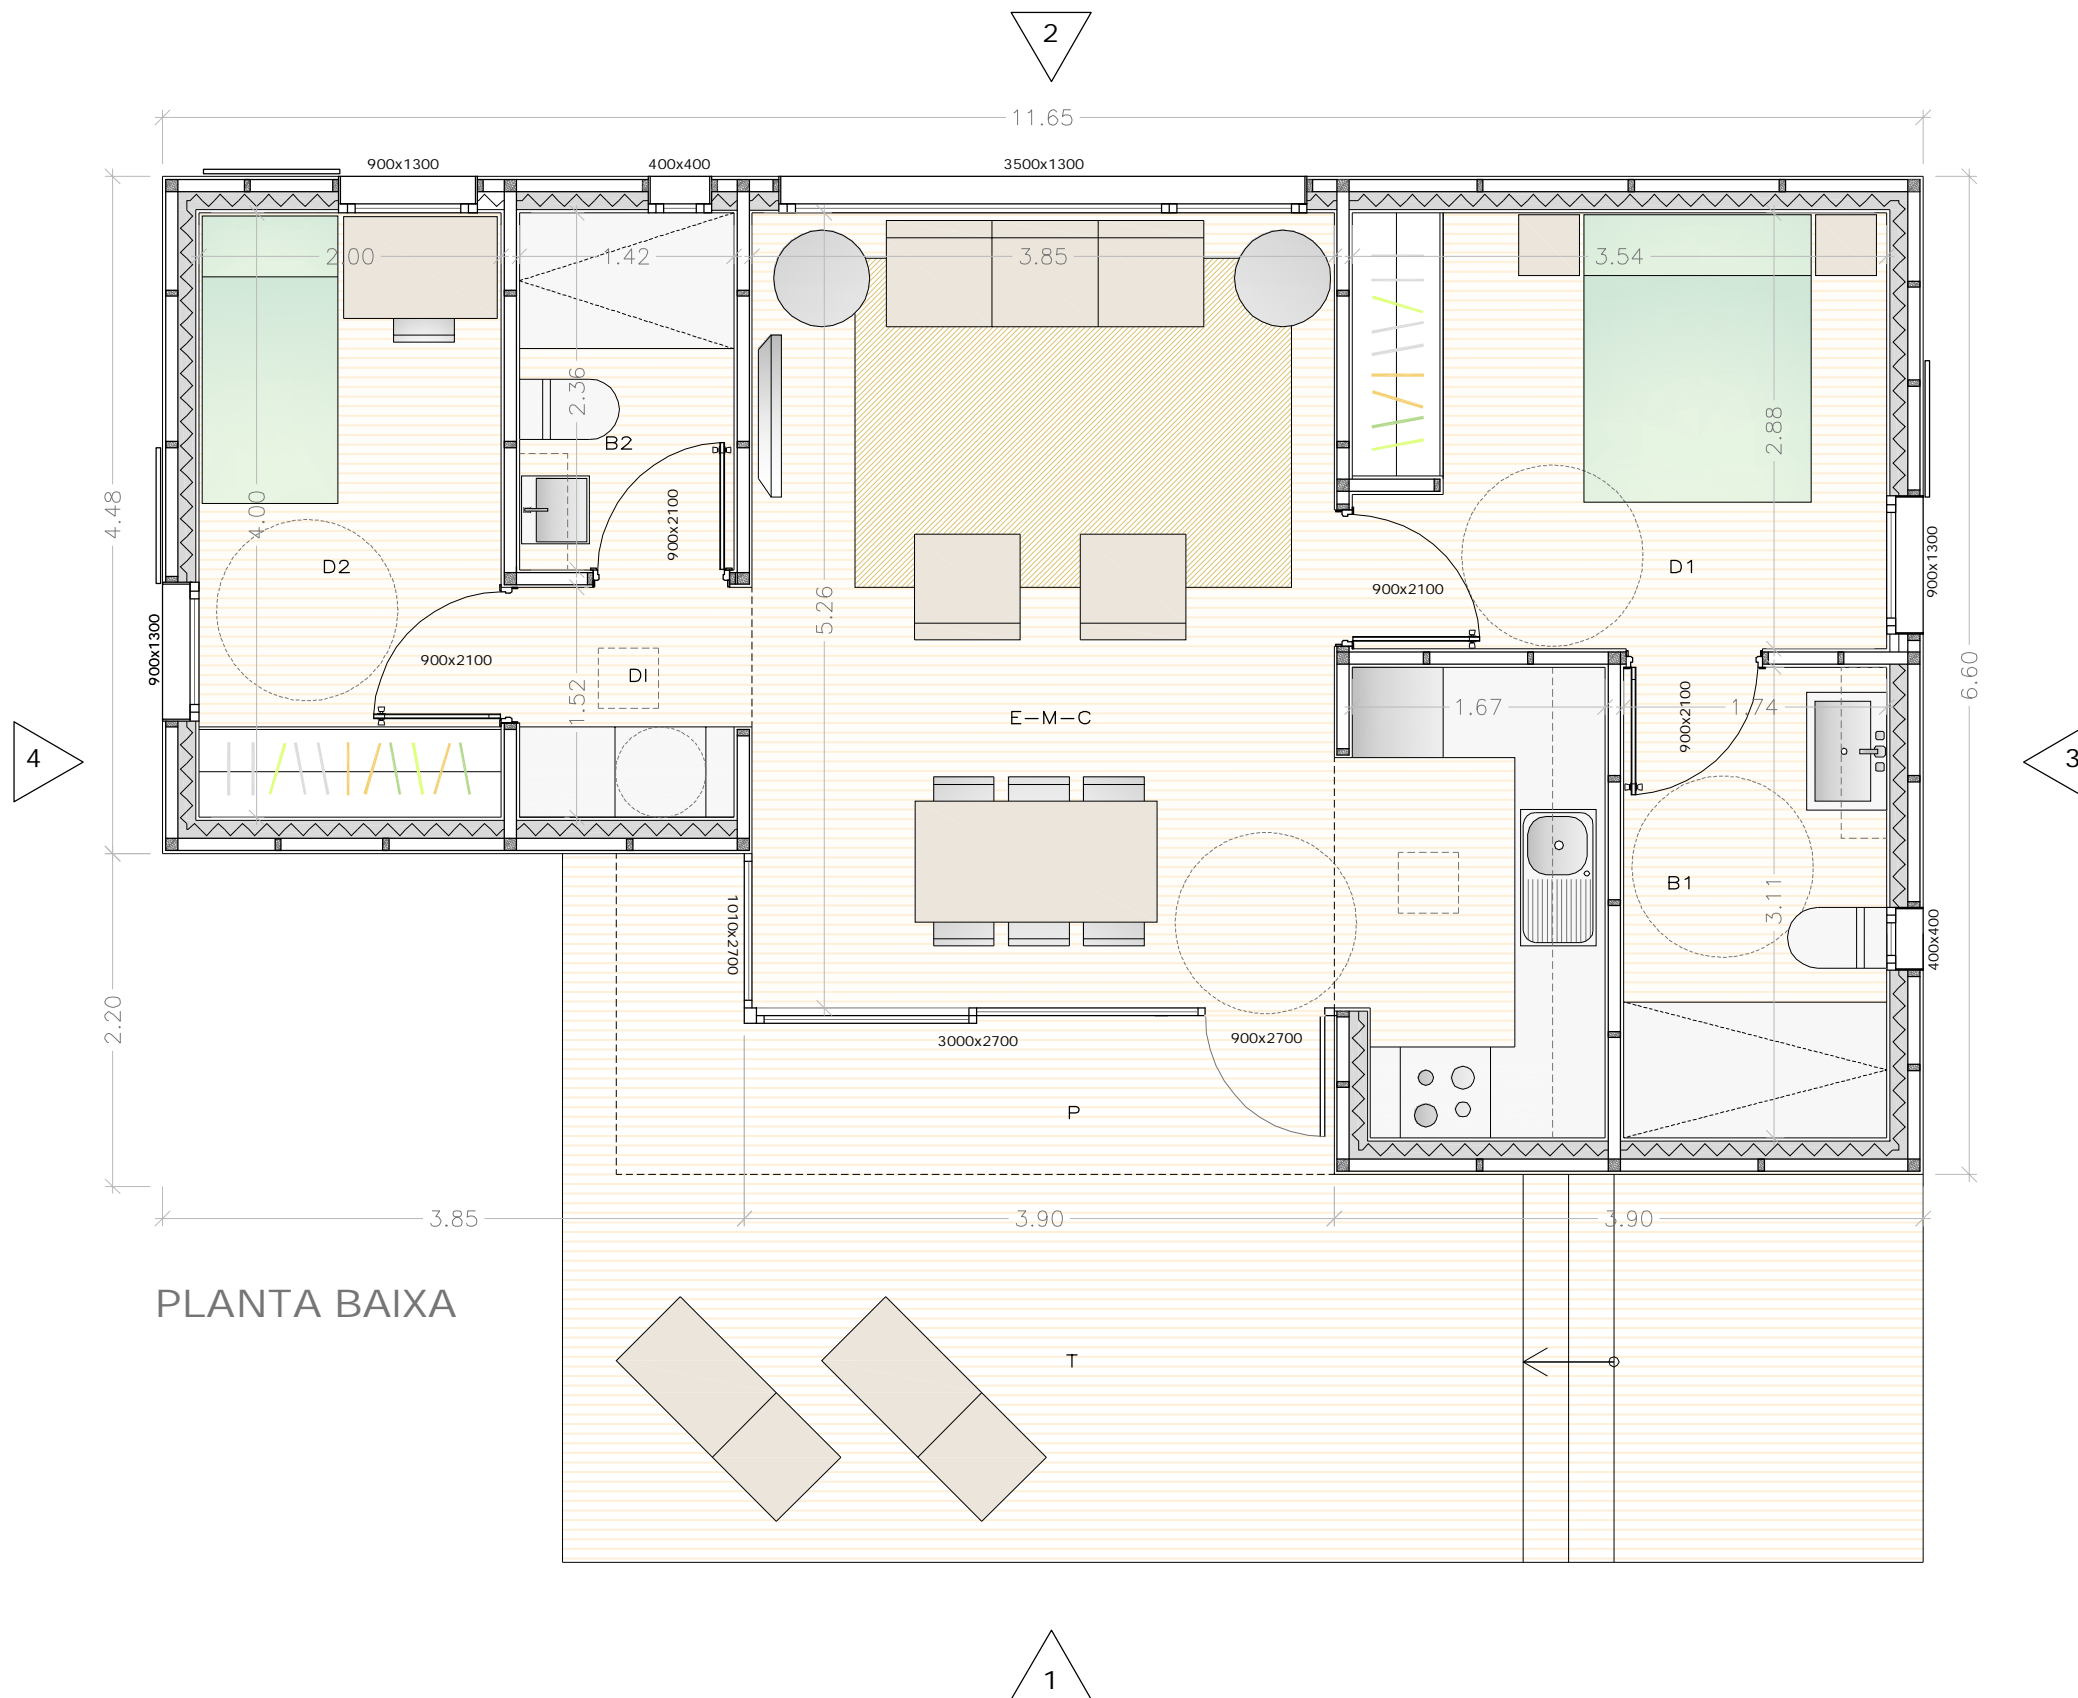 2
11.65
900x1300
400x400
3500x1300
2.00
1.42
3.85
3.54
2.36
2.88
B2
4.48
4.00
900x2100
D2
5.26
900x2100
D1
900x1300
900x1300
900x2100
DI
1.52
6.60
E-M-C
1.67
900x2100
1.74
4
3
B1
3.11
1010x2700
400x400
2.20
3000x2700
900x2700
P
3.85
3.90
3.90
PLANTA BAIXA
T
1